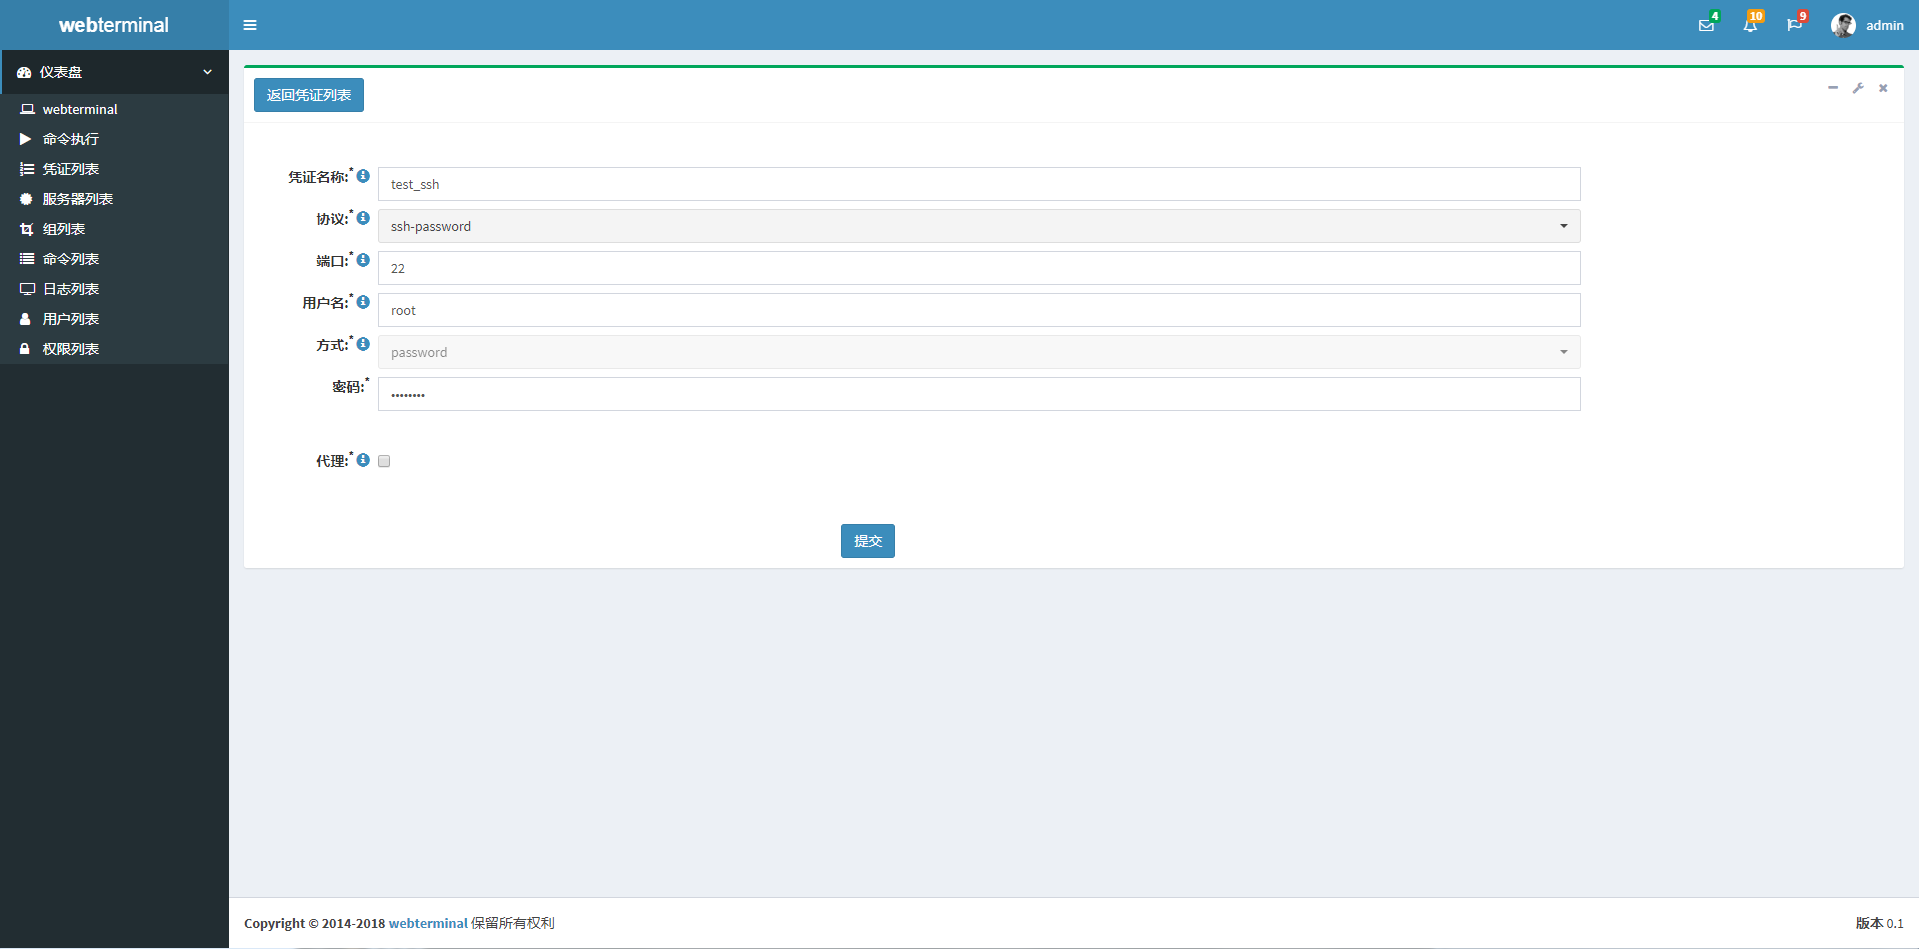 webterminal
4
10
9
admin
仪表盘
webterminal
命令执行
凭证列表
服务器列表
组列表
命令列表
日志列表
用户列表
权限列表
返回凭证列表
凭证名称:*
test_ssh
协议:*
ssh-password
端口:*
22
用户名:*
root
方式:*
password
密码:*
••••••••
代理:*
提交
Copyright © 2014-2018 webterminal 保留所有权利
版本 0.1